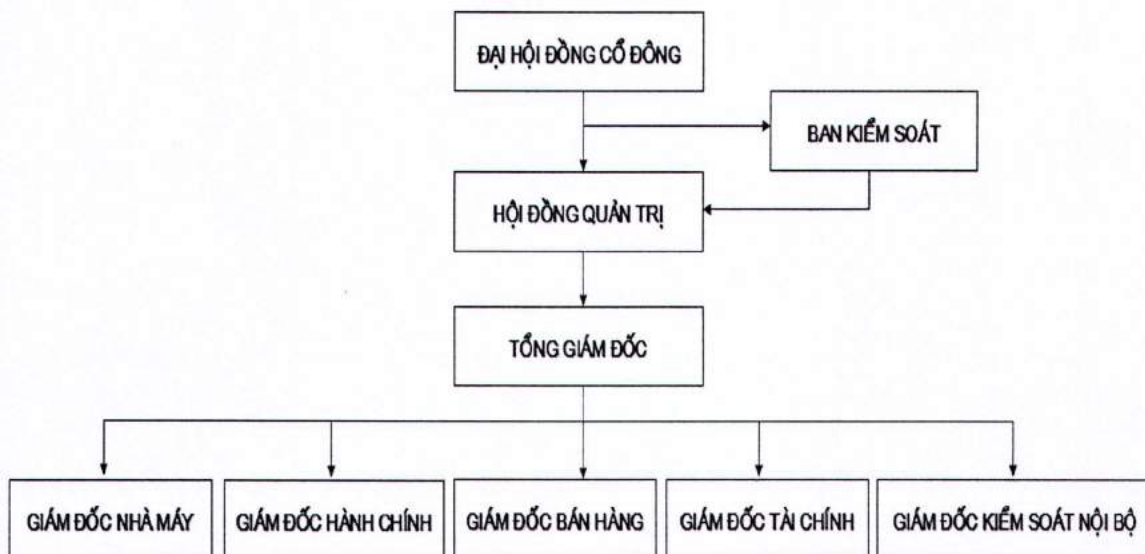 ĐẠI HỘI ĐỒNG CỔ ĐÔNG
BAN KIỂM SOÁT
HỘI ĐỒNG QUẢN TRỊ
TỔNG GIÁM ĐỐC
GIÁM ĐỐC NHÀ MÁY
GIÁM ĐỐC HÀNH CHÍNH
GIÁM ĐỐC BÁN HÀNG
GIÁM ĐỐC TÀI CHÍNH
GIÁM ĐỐC KIỂM SOÁT NỘI BỘ